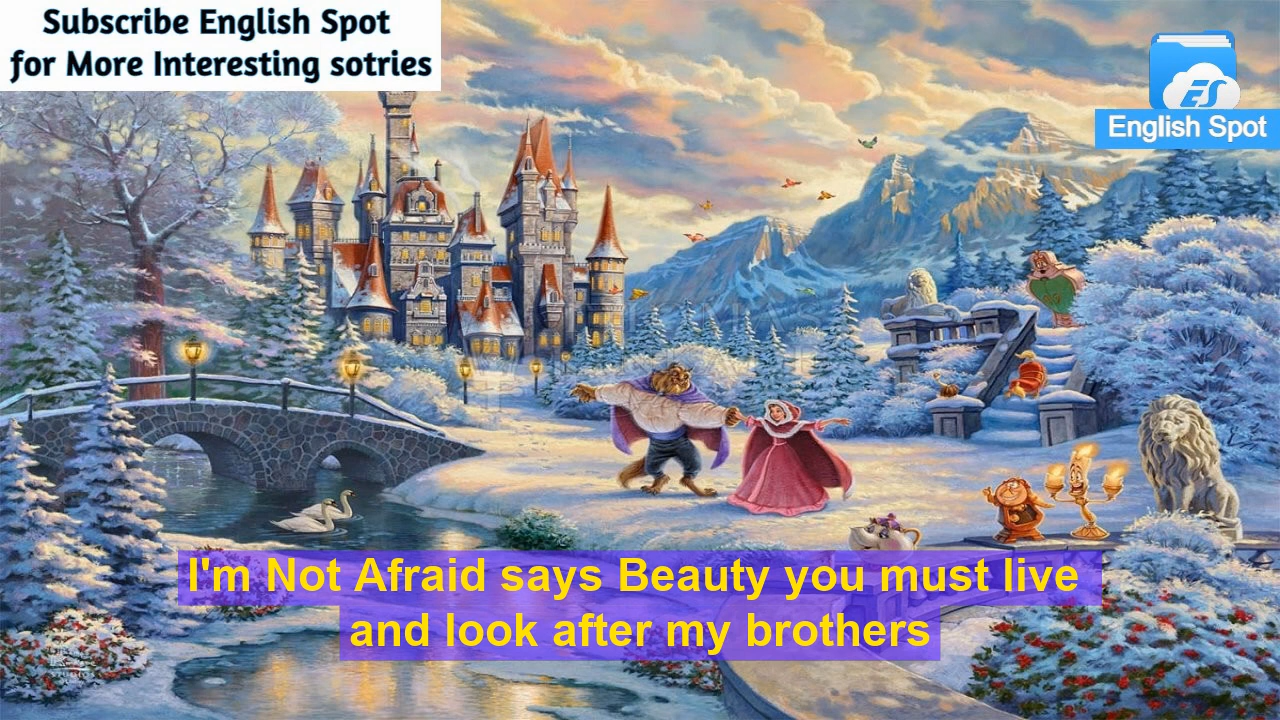 Subscribe English Spot
for More Interesting sotries
ES
English Spot
I'm Not Afraid says Beauty you must live
and look after my brothers